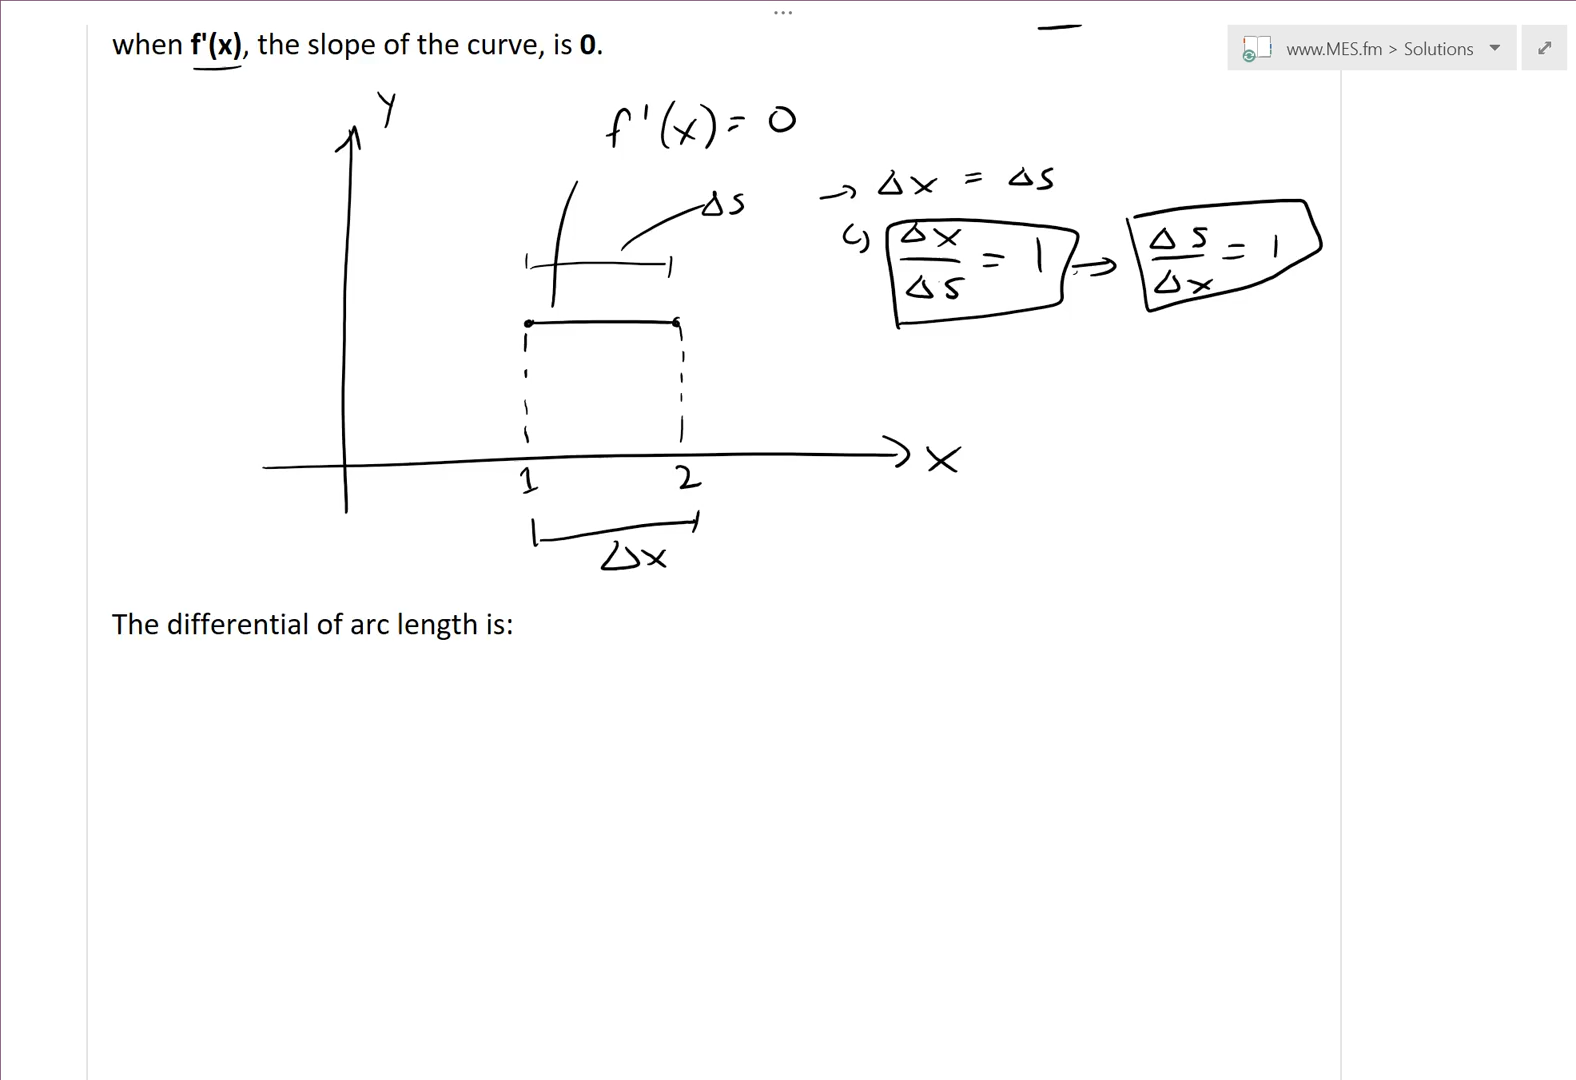 when f'(x), the slope of the curve, is 0.
www.MES.fm > Solutions
Y
f'(x) = 0
→ Δx = Δs
Δs
Δx/Δs = 1 → Δs/Δx = 1
x
1 2
Δx
The differential of arc length is: